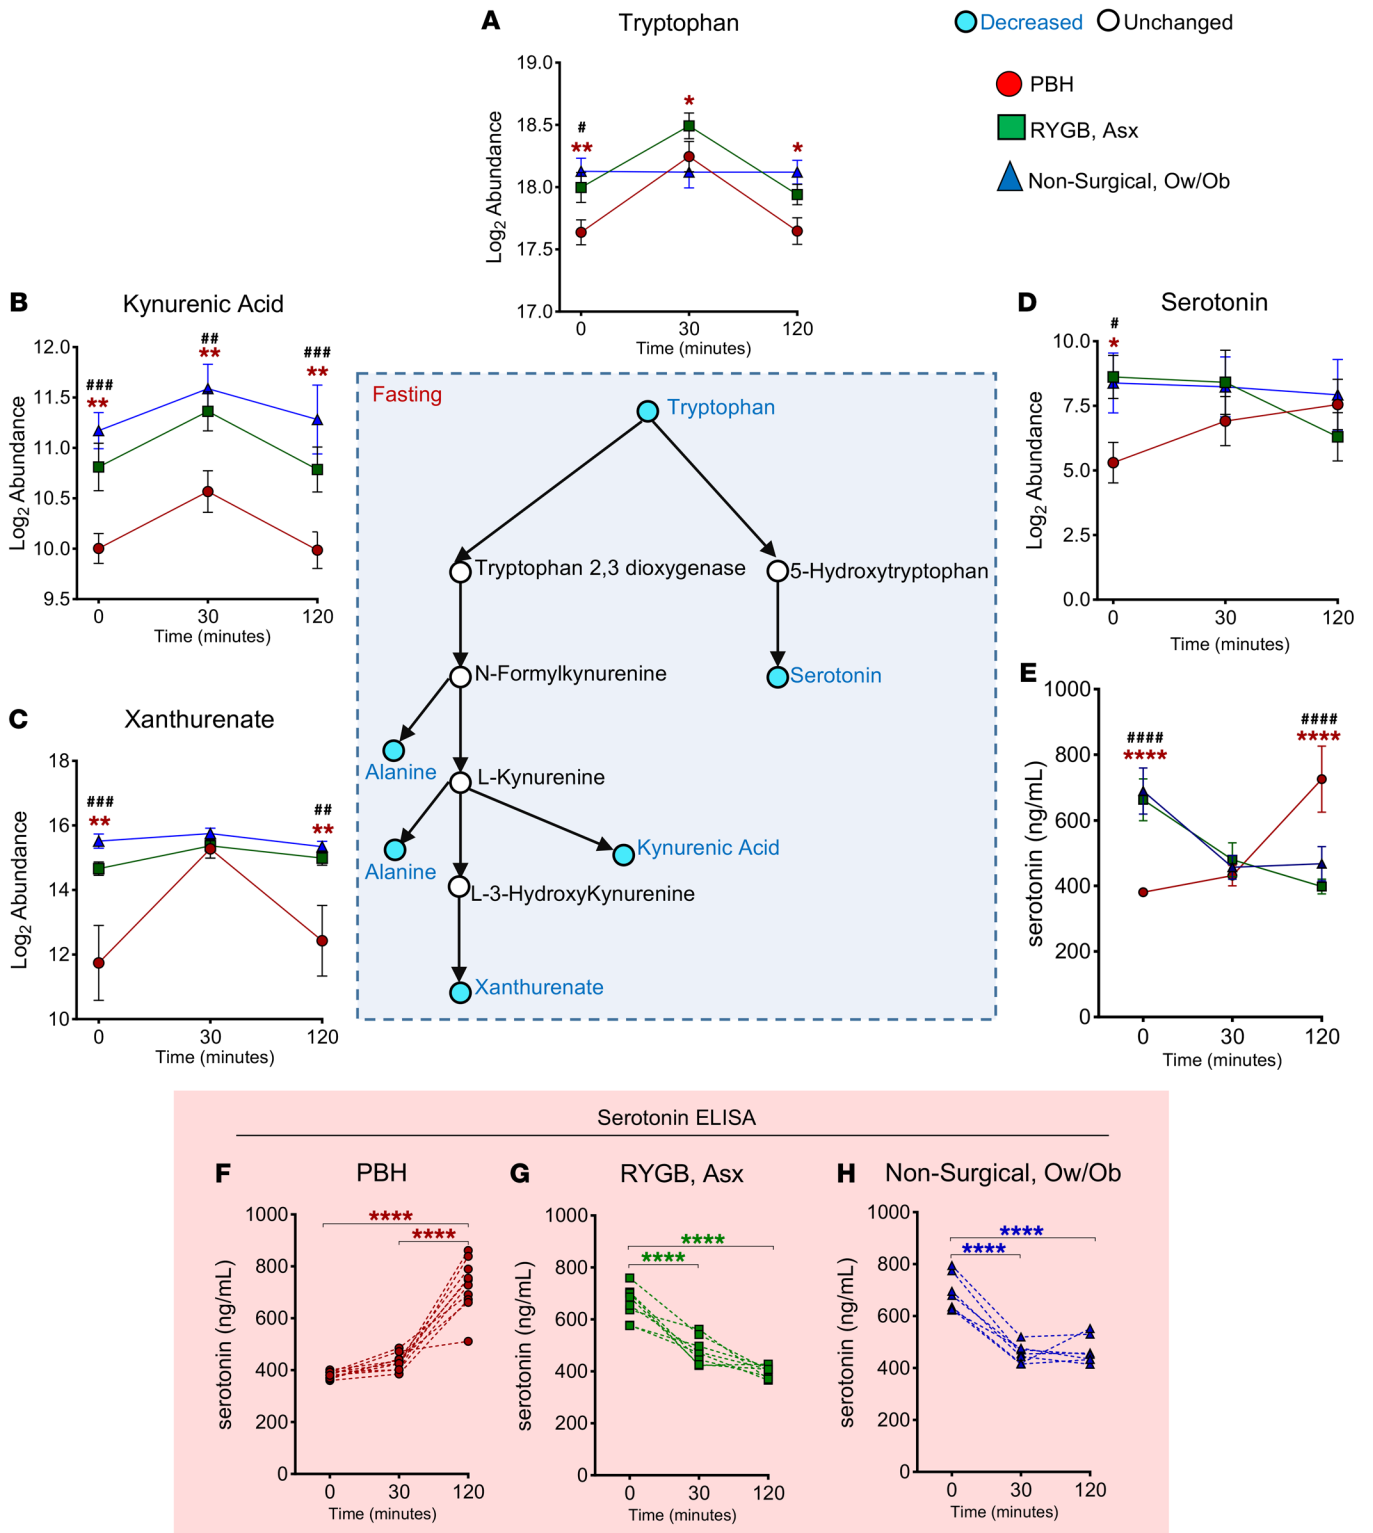 A
Tryptophan
Decreased
Unchanged
PBH
RYGB, Asx
Non-Surgical, Ow/Ob
Log2 Abundance
19.0
18.5
18.0
17.5
17.0
#
**
*
*
0
30
120
Time (minutes)
B
Kynurenic Acid
Log2 Abundance
12.0
11.5
11.0
10.5
10.0
9.5
###
**
##
**
###
**
0
30
120
Time (minutes)
C
Xanthurenate
Log2 Abundance
18
16
14
12
10
###
**
##
**
0
30
120
Time (minutes)
Fasting
Tryptophan
Tryptophan 2,3 dioxygenase
5-Hydroxytryptophan
N-Formylkynurenine
Serotonin
Alanine
L-Kynurenine
Alanine
Kynurenic Acid
L-3-HydroxyKynurenine
Xanthurenate
D
Serotonin
Log2 Abundance
10.0
7.5
5.0
2.5
0.0
#
*
0
30
120
Time (minutes)
E
serotonin (ng/mL)
1000
800
600
400
200
0
####
****
####
****
0
30
120
Time (minutes)
Serotonin ELISA
F
PBH
serotonin (ng/mL)
1000
800
600
400
200
0
****
****
0
30
120
Time (minutes)
G
RYGB, Asx
serotonin (ng/mL)
1000
800
600
400
200
0
****
****
0
30
120
Time (minutes)
H
Non-Surgical, Ow/Ob
serotonin (ng/mL)
1000
800
600
400
200
0
****
****
0
30
120
Time (minutes)